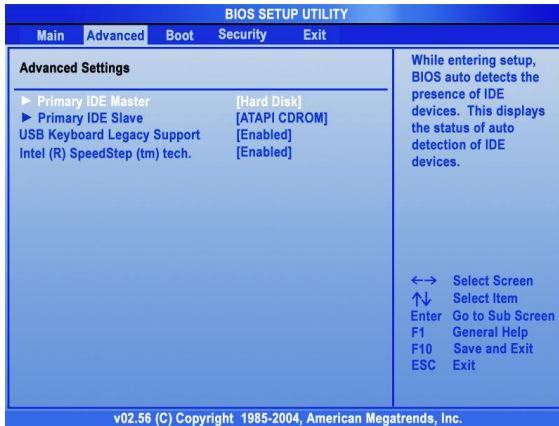 BIOS SETUP UTILITY
Main Advanced Boot Security Exit
Advanced Settings
► Primary IDE Master [Hard Disk]
► Primary IDE Slave [ATAPI CDROM]
USB Keyboard Legacy Support [Enabled]
Intel (R) SpeedStep (tm) tech. [Enabled]
While entering setup,
BIOS auto detects the
presence of IDE
devices. This displays
the status of auto
detection of IDE
devices.
←→ Select Screen
↑↓ Select Item
Enter Go to Sub Screen
F1 General Help
F10 Save and Exit
ESC Exit
v02.56 (C) Copyright 1985-2004, American Megatrends, Inc.